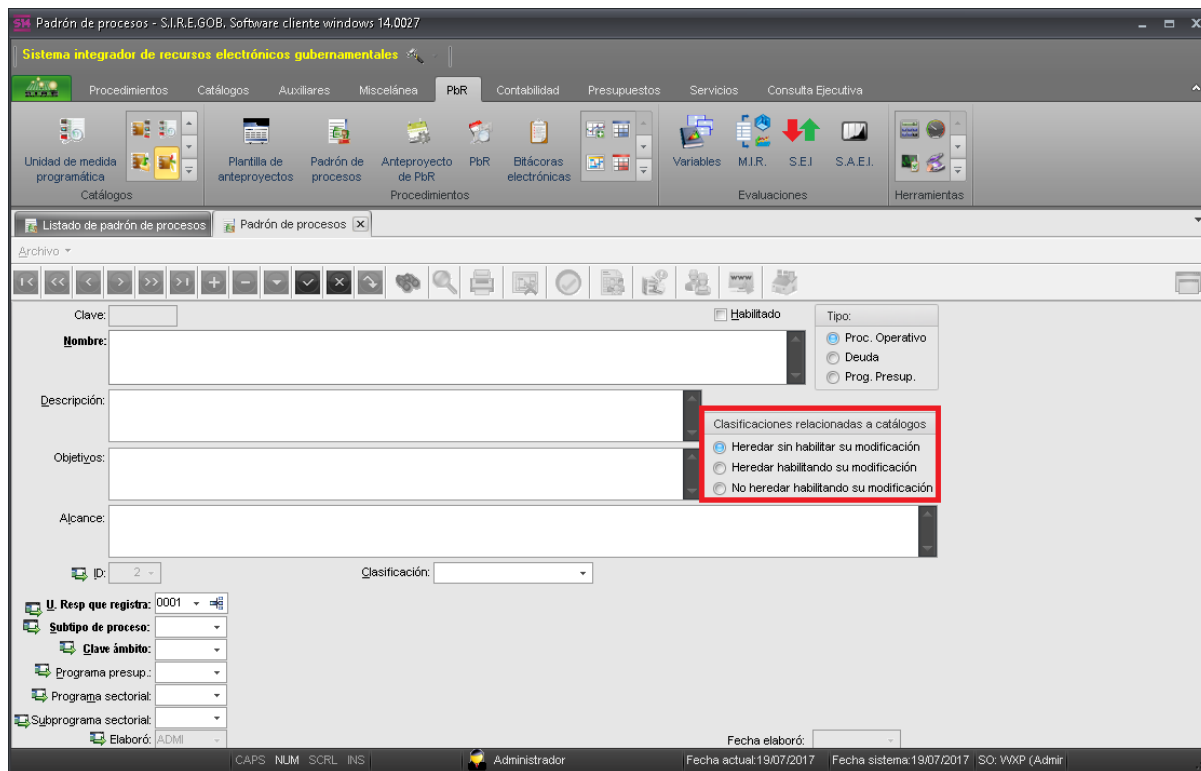 S14 Padrón de procesos - S.I.R.E.GOB. Software cliente windows 14.0027
Sistema integrador de recursos electrónicos gubernamentales
Procedimientos Catálogos Auxiliares Miscelánea PbR Contabilidad Presupuestos Servicios Consulta Ejecutiva
Unidad de medida programática
Plantilla de anteproyectos
Padrón de procesos
Anteproyecto de PbR
PbR
Bitácoras electrónicas
Variables
M.I.R.
S.E.I
S.A.E.I.
Catálogos Procedimientos Evaluaciones Herramientas
Listado de padrón de procesos Padrón de procesos
Archivo
www
Clave: Habilitado Tipo:
Nombre: Proc. Operativo
Deuda
Prog. Presup.
Descripción:
Clasificaciones relacionadas a catálogos
Heredar sin habilitar su modificación
Objetivos:
Heredar habilitando su modificación
No heredar habilitando su modificación
Alcance:
ID: 2 Clasificación:
U. Resp que registra: 0001
Subtipo de proceso:
Clave ámbito:
Programa presup.:
Programa sectorial:
Subprograma sectorial:
Elaboró: ADMI Fecha elaboró:
CAPS NUM SCRL INS Administrador Fecha actual:19/07/2017 Fecha sistema:19/07/2017 SO: WXP (Admir